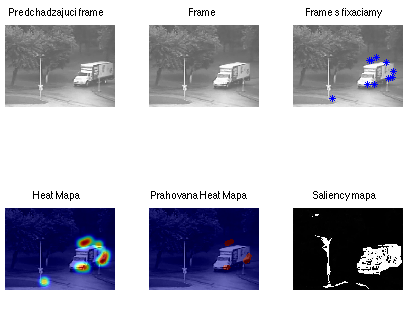 Predchadzajuci frame
Frame
Frame s fixaciamy
Heat Mapa
Prahovana Heat Mapa
Saliency mapa